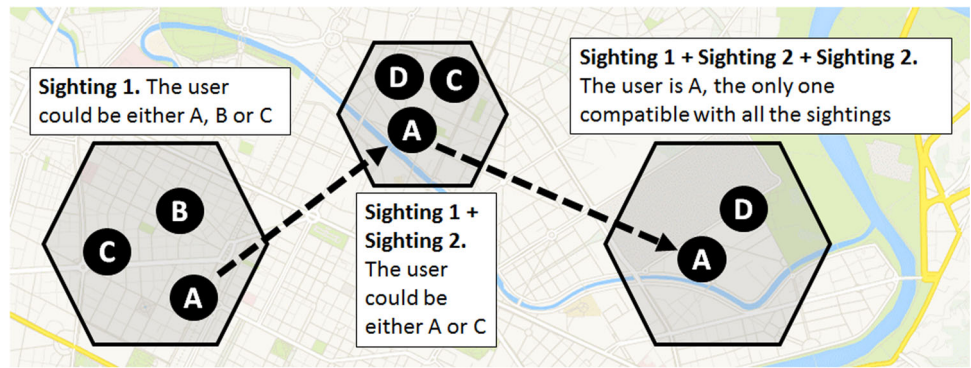 Sighting 1. The user
could be either A, B or C
B
C
A
D
C
A
Sighting 1 +
Sighting 2.
The user
could be
either A or C
Sighting 1 + Sighting 2 + Sighting 2.
The user is A, the only one
compatible with all the sightings
D
A